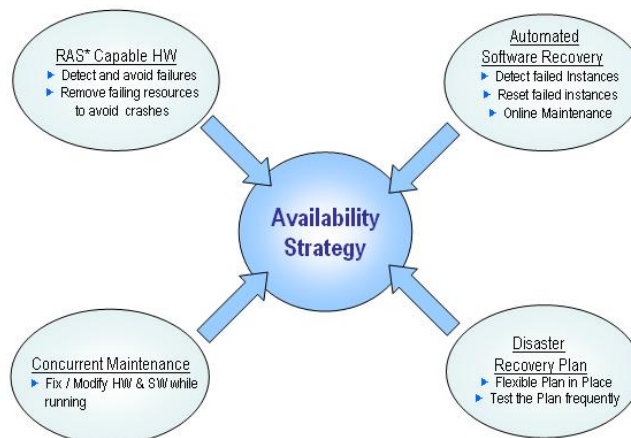 RAS* Capable HW
Detect and avoid failures
Remove failing resources
to avoid crashes
Automated
Software Recovery
Detect failed Instances
Reset failed instances
Online Maintenance
Availability
Strategy
Concurrent Maintenance
Fix / Modify HW & SW while
running
Disaster
Recovery Plan
Flexible Plan in Place
Test the Plan frequently